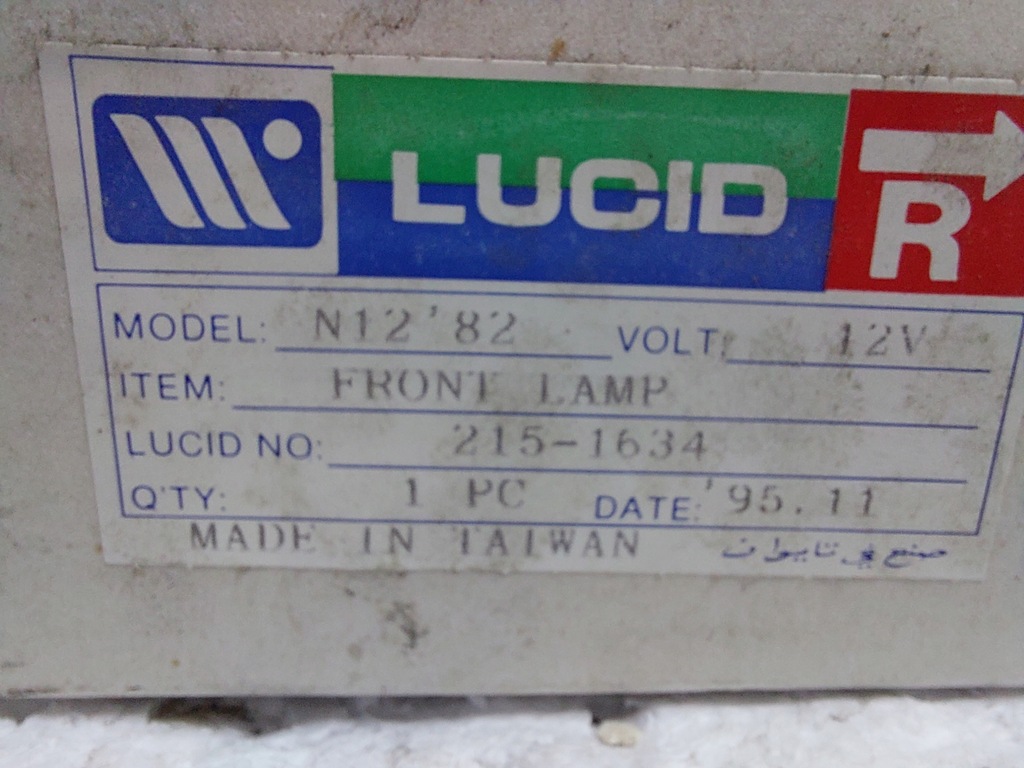 LUCID R
MODEL: N12'82 VOLT: 12V
ITEM: FRONT LAMP
LUCID NO: 215-1634
Q'TY: 1 PC DATE: '95.11
MADE IN TAIWAN صنع في تايوان